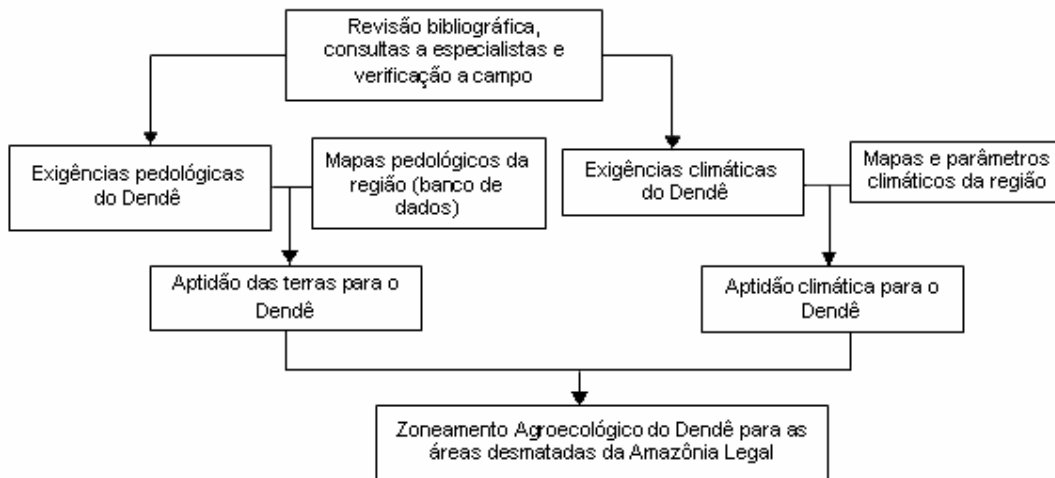 Revisão bibliográfica,
consultas a especialistas e
verificação a campo
Exigências pedológicas
do Dendê
Mapas pedológicos da
região (banco de
dados)
Exigências climáticas
do Dendê
Mapas e parâmetros
climáticos da região
Aptidão das terras para o
Dendê
Aptidão climática para o
Dendê
Zoneamento Agroecológico do Dendê para as
áreas desmatadas da Amazônia Legal